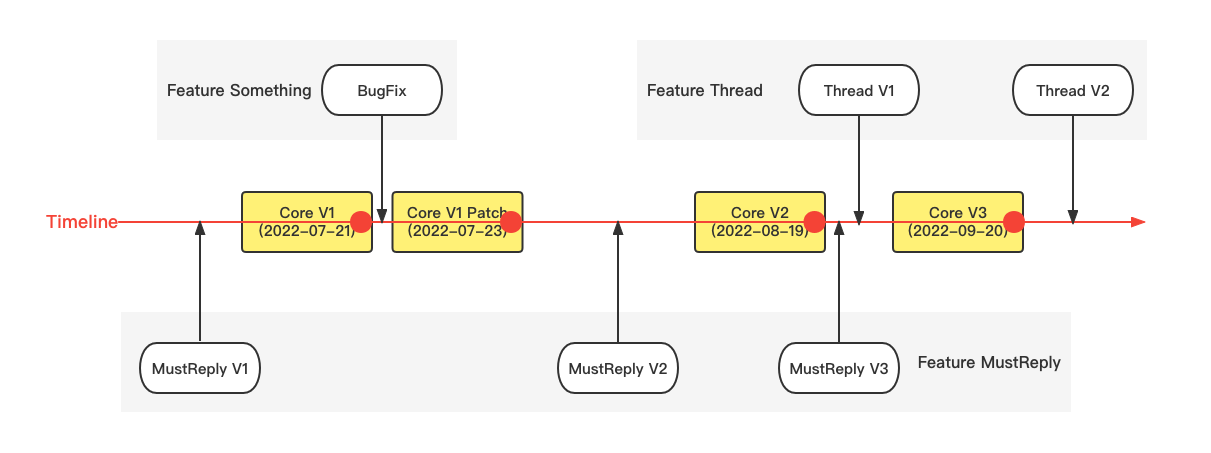 Feature Something
BugFix
Feature Thread
Thread V1
Thread V2
Timeline
Core V1
(2022-07-21)
Core V1 Patch
(2022-07-23)
Core V2
(2022-08-19)
Core V3
(2022-09-20)
MustReply V1
MustReply V2
MustReply V3
Feature MustReply